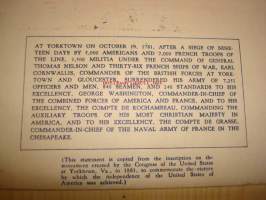 AT YORKTOWN ON OCTOBER 19, 1781, AFTER A SIEGE OF NINE-
TEEN DAYS BY 5,500 AMERICANS AND 7,000 FRENCH TROOPS OF
THE LINE, 3,500 MILITIA UNDER THE COMMAND OF GENERAL
THOMAS NELSON AND THIRTY-SIX FRENCH SHIPS OF WAR, EARL
CORNWALLIS, COMMANDER OF THE BRITISH FORCES AT YORK-
TOWN AND GLOUCESTER, SURRENDERED HIS ARMY OF 7,251
OFFICERS AND MEN, 840 SEAMEN, AND 240 STANDARDS TO HIS
EXCELLENCY, GEORGE WASHINGTON, COMMANDER-IN-CHIEF OF
THE COMBINED FORCES OF AMERICA AND FRANCE, AND TO HIS
EXCELLENCY, THE COMPTE DE ROCHAMBEAU, COMMANDING THE
AUXILIARY TROOPS OF HIS MOST CHRISTIAN MAJESTY IN
AMERICA, AND TO HIS EXCELLENCY, THE COMPTE DE GRASSE,
COMMANDER-IN-CHIEF OF THE NAVAL ARMY OF FRANCE IN THE
CHESAPEAKE.
(This statement is copied from the inscription on the
monument erected by the Congress of the United States
at Yorktown, Va., in 1881, to commemorate the victory
by which the independence of the United States of
America was achieved.)